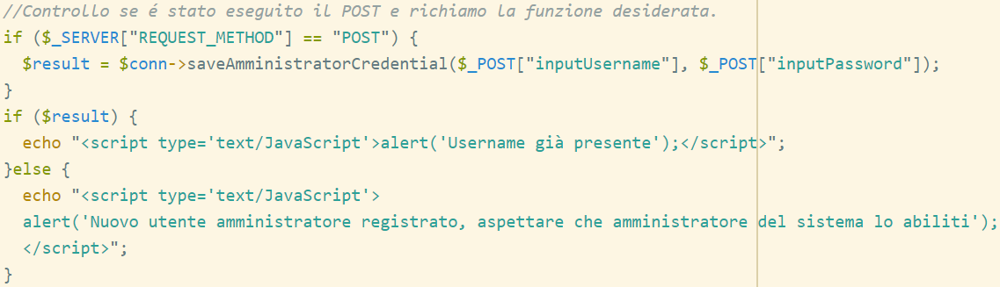 //Controllo se é stato eseguito il POST e richiamo la funzione desiderata.
if ($_SERVER["REQUEST_METHOD"] == "POST") {
  $result = $conn->saveAmministratorCredential($_POST["inputUsername"], $_POST["inputPassword"]);
}
if ($result) {
  echo "<script type='text/JavaScript'>alert('Username già presente');</script>";
}else {
  echo "<script type='text/JavaScript'>
  alert('Nuovo utente amministratore registrato, aspettare che amministratore del sistema lo abiliti');
  </script>";
}